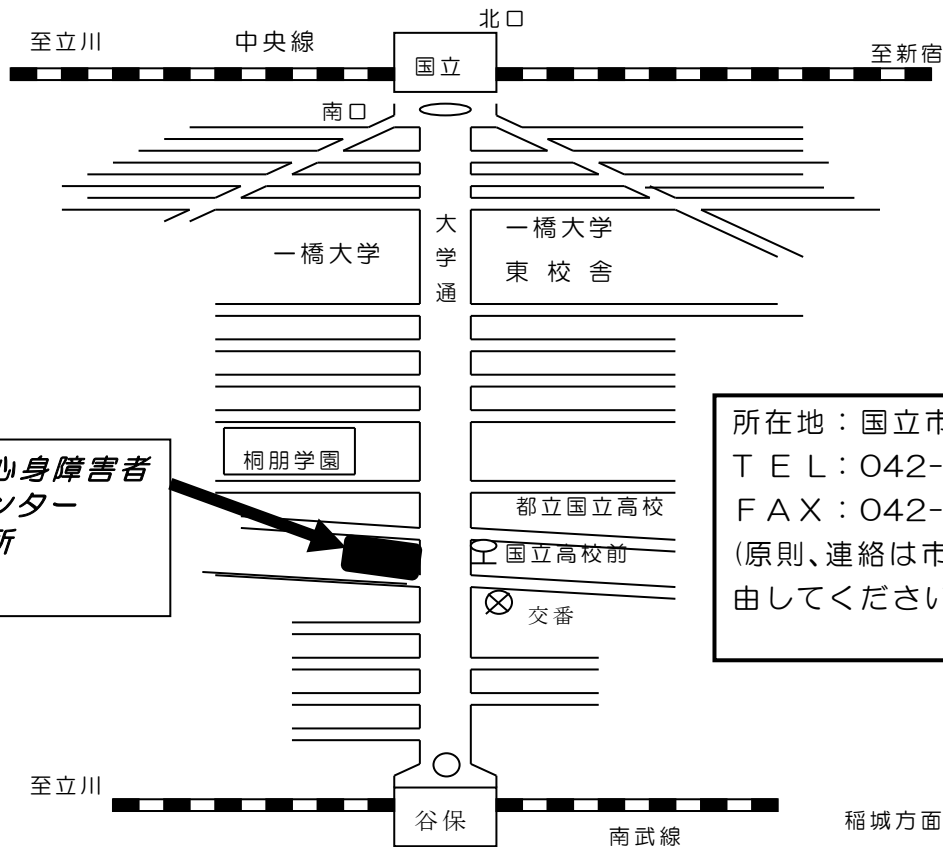 北口
至立川
中央線
国立
至新宿
南口
大学通
一橋大学
一橋大学
東校舎
桐朋学園
心身障害者
ンター
所
都立国立高校
国立高校前
交番
所在地：国立市
ＴＥＬ：042-
ＦＡＸ：042-
(原則、連絡は市
由してください
至立川
谷保
南武線
稲城方面